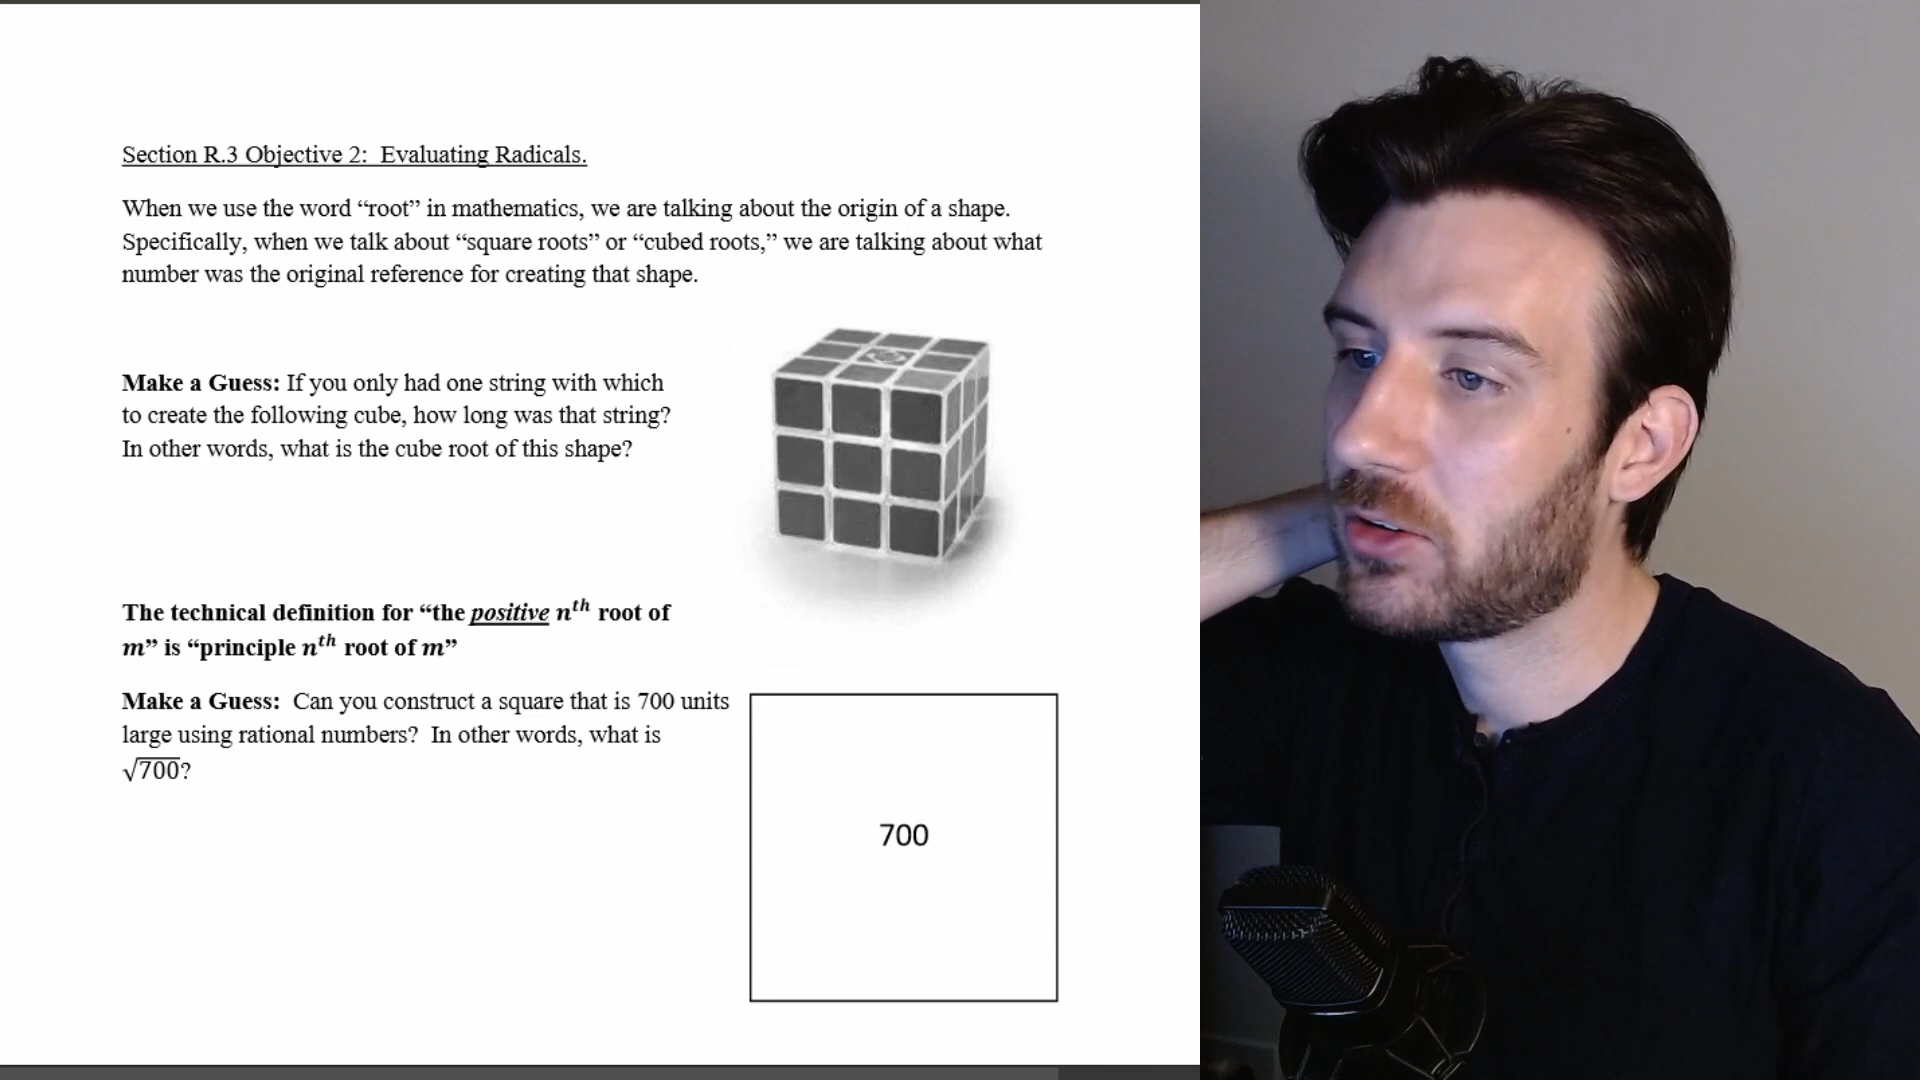 Section R.3 Objective 2:  Evaluating Radicals.
When we use the word “root” in mathematics, we are talking about the origin of a shape.
Specifically, when we talk about “square roots” or “cubed roots,” we are talking about what
number was the original reference for creating that shape.
Make a Guess: If you only had one string with which
to create the following cube, how long was that string?
In other words, what is the cube root of this shape?
The technical definition for “the positive nᵗʰ root of
m” is “principle nᵗʰ root of m”
Make a Guess:  Can you construct a square that is 700 units
large using rational numbers?  In other words, what is
√700?
700